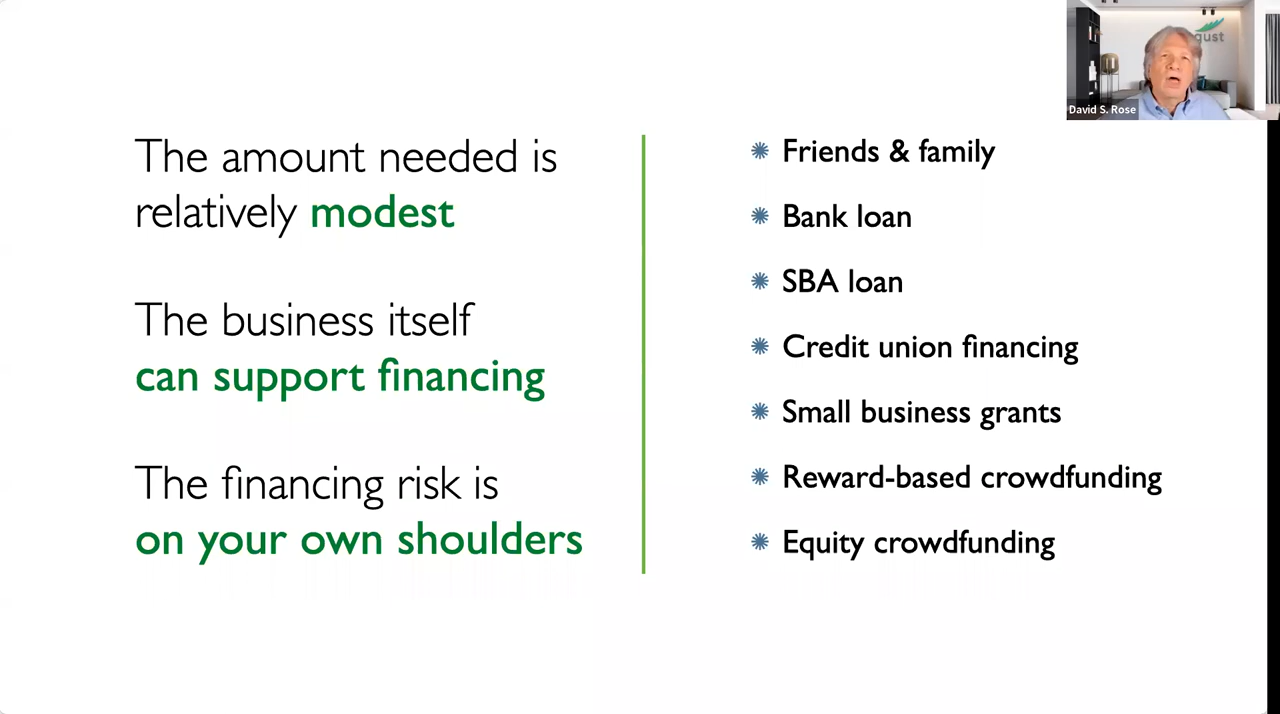 gust
David S. Rose
The amount needed is
relatively modest
The business itself
can support financing
The financing risk is
on your own shoulders
Friends & family
Bank loan
SBA loan
Credit union financing
Small business grants
Reward-based crowdfunding
Equity crowdfunding